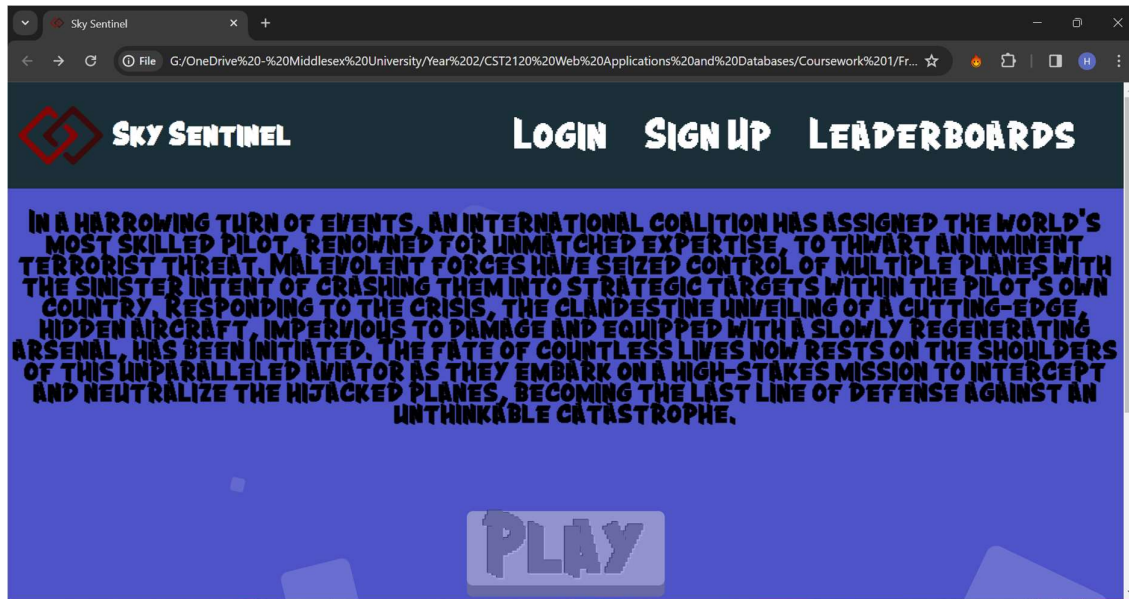 Sky Sentinel
File G:/OneDrive%20-%20Middlesex%20University/Year%202/CST2120%20Web%20Applications%20and%20Databases/Coursework%201/Fr...
H
Sky Sentinel Login Sign Up Leaderboards
In a harrowing turn of events, an international coalition has assigned the world's
most skilled pilot, renowned for unmatched expertise, to thwart an imminent
terrorist threat. Malevolent forces have seized control of multiple planes with
the sinister intent of crashing them into strategic targets within the pilot's own
country. Responding to the crisis, the clandestine unveiling of a cutting-edge,
hidden aircraft, impervious to damage and equipped with a slowly regenerating
arsenal, has been initiated. The fate of countless lives now rests on the shoulders
of this unparalleled aviator as they embark on a high-stakes mission to intercept
and neutralize the hijacked planes, becoming the last line of defense against an
unthinkable catastrophe.
Play